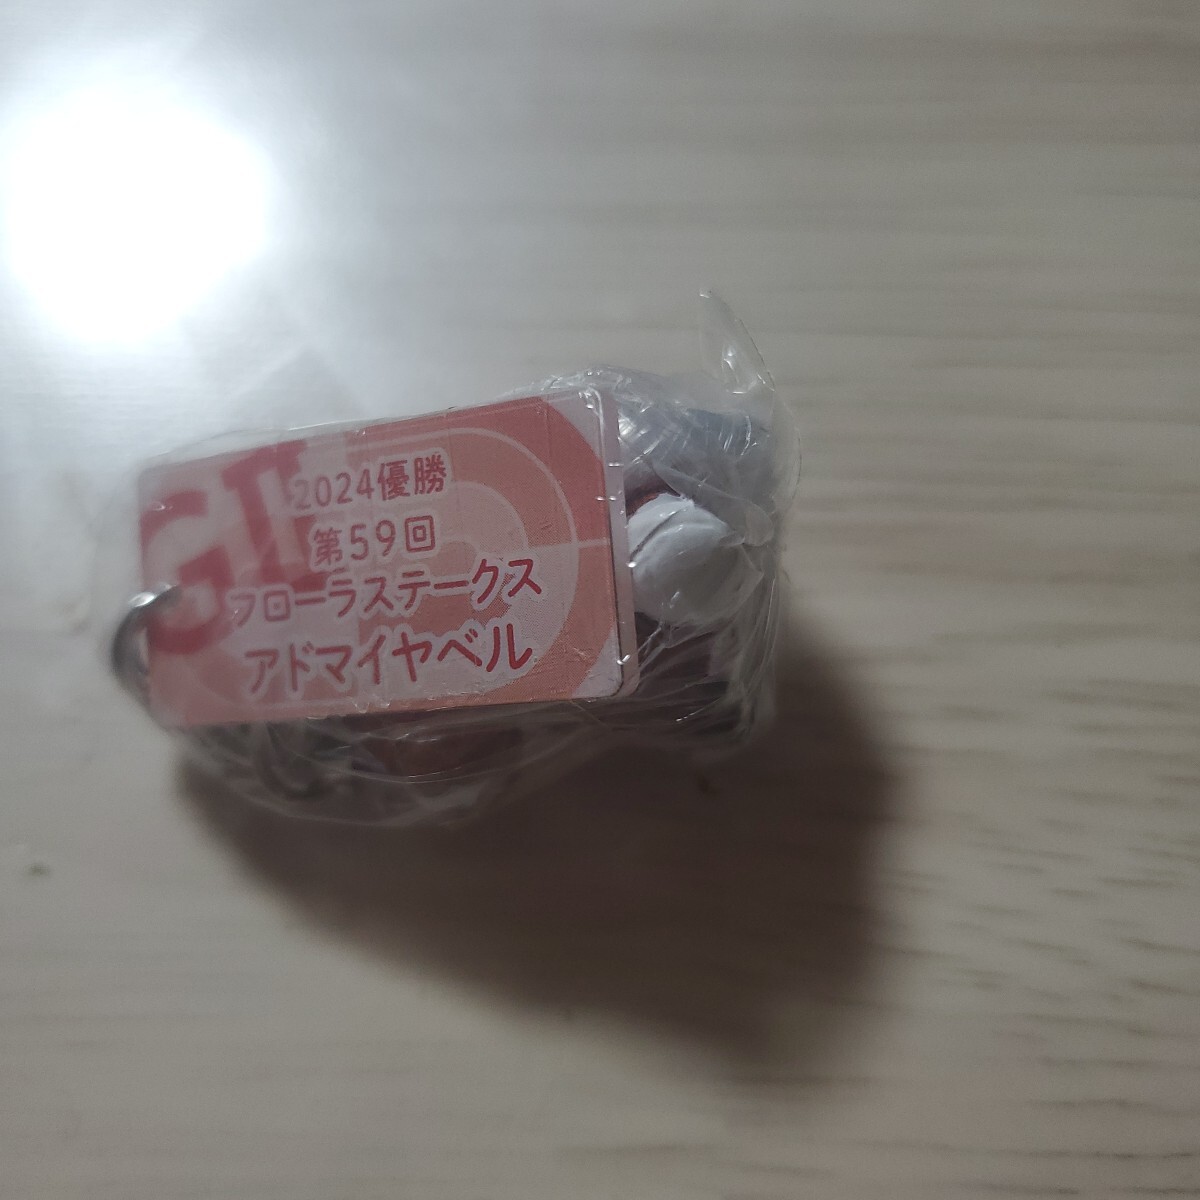 GII
2024優勝
第59回
フローラステークス
アドマイヤベル